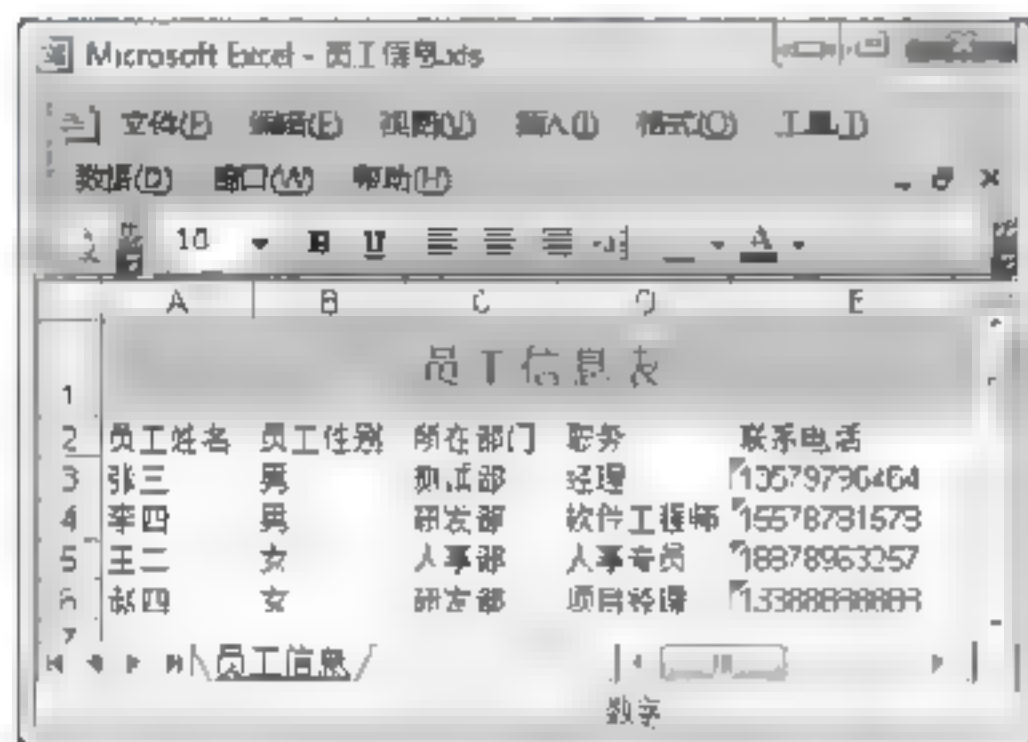 Microsoft Excel - 员工信息.xls
文件(F) 编辑(E) 视图(V) 插入(I) 格式(O) 工具(T)
数据(D) 窗口(W) 帮助(H)
10 B U A
A B C D E
1 员工信息表
2 员工姓名 员工性别 所在部门 职务 联系电话
3 张三 男 测试部 经理
4 李四 男 研发部 软件工程师
5 王二 女 人事部 人事专员 18878963257
6 赵四 女 研发部 项目经理 13388898888
7
员工信息
数字